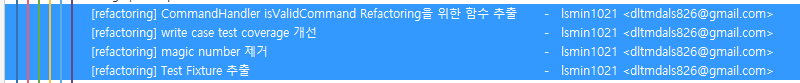 [refactoring] CommandHandler isValidCommand Refactoring을 위한 함수 추출 - lsmin1021 <dltmdals826@gmail.com>
[refactoring] write case test coverage 개선 - lsmin1021 <dltmdals826@gmail.com>
[refactoring] magic number 제거 - lsmin1021 <dltmdals826@gmail.com>
[refactoring] Test Fixture 추출 - lsmin1021 <dltmdals826@gmail.com>